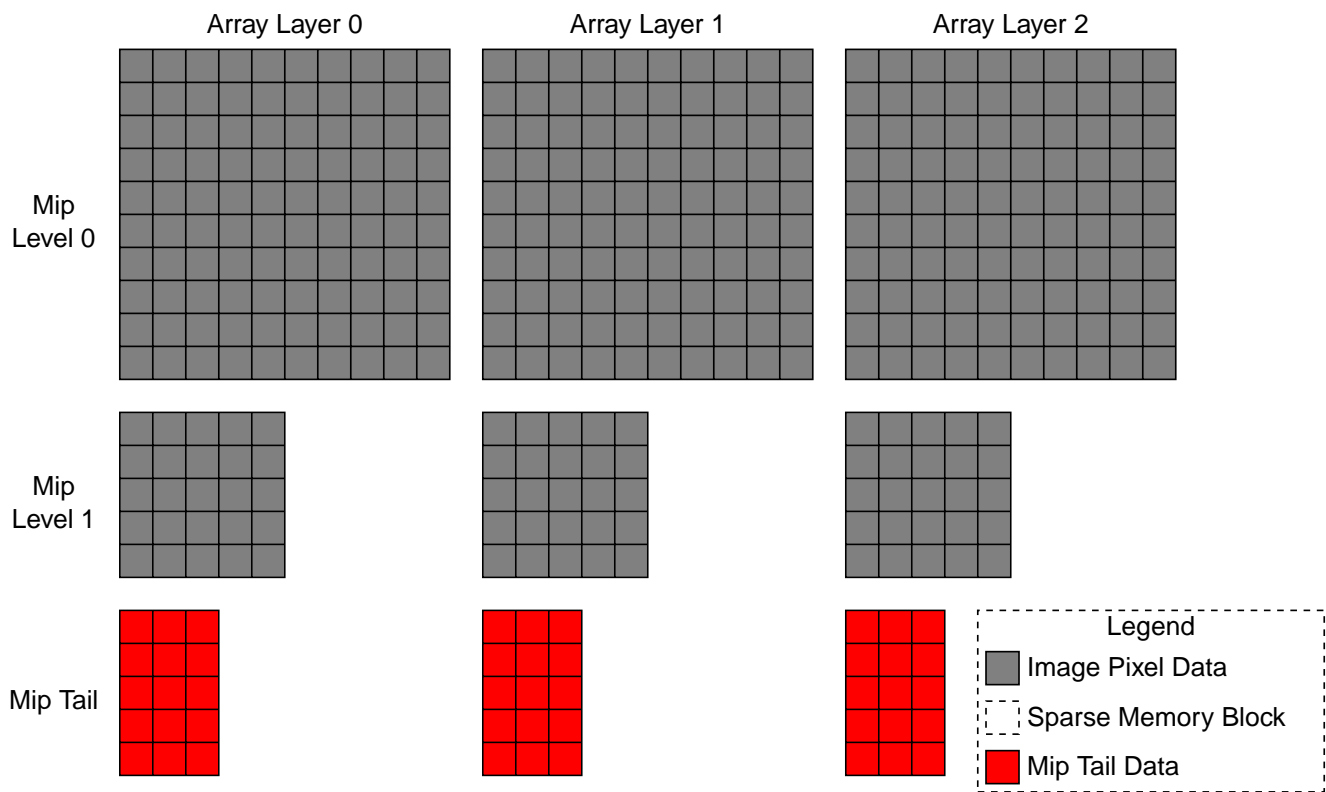 Array Layer 0
Array Layer 1
Array Layer 2
Mip
Level 0
Mip
Level 1
Mip Tail
Legend
Image Pixel Data
Sparse Memory Block
Mip Tail Data